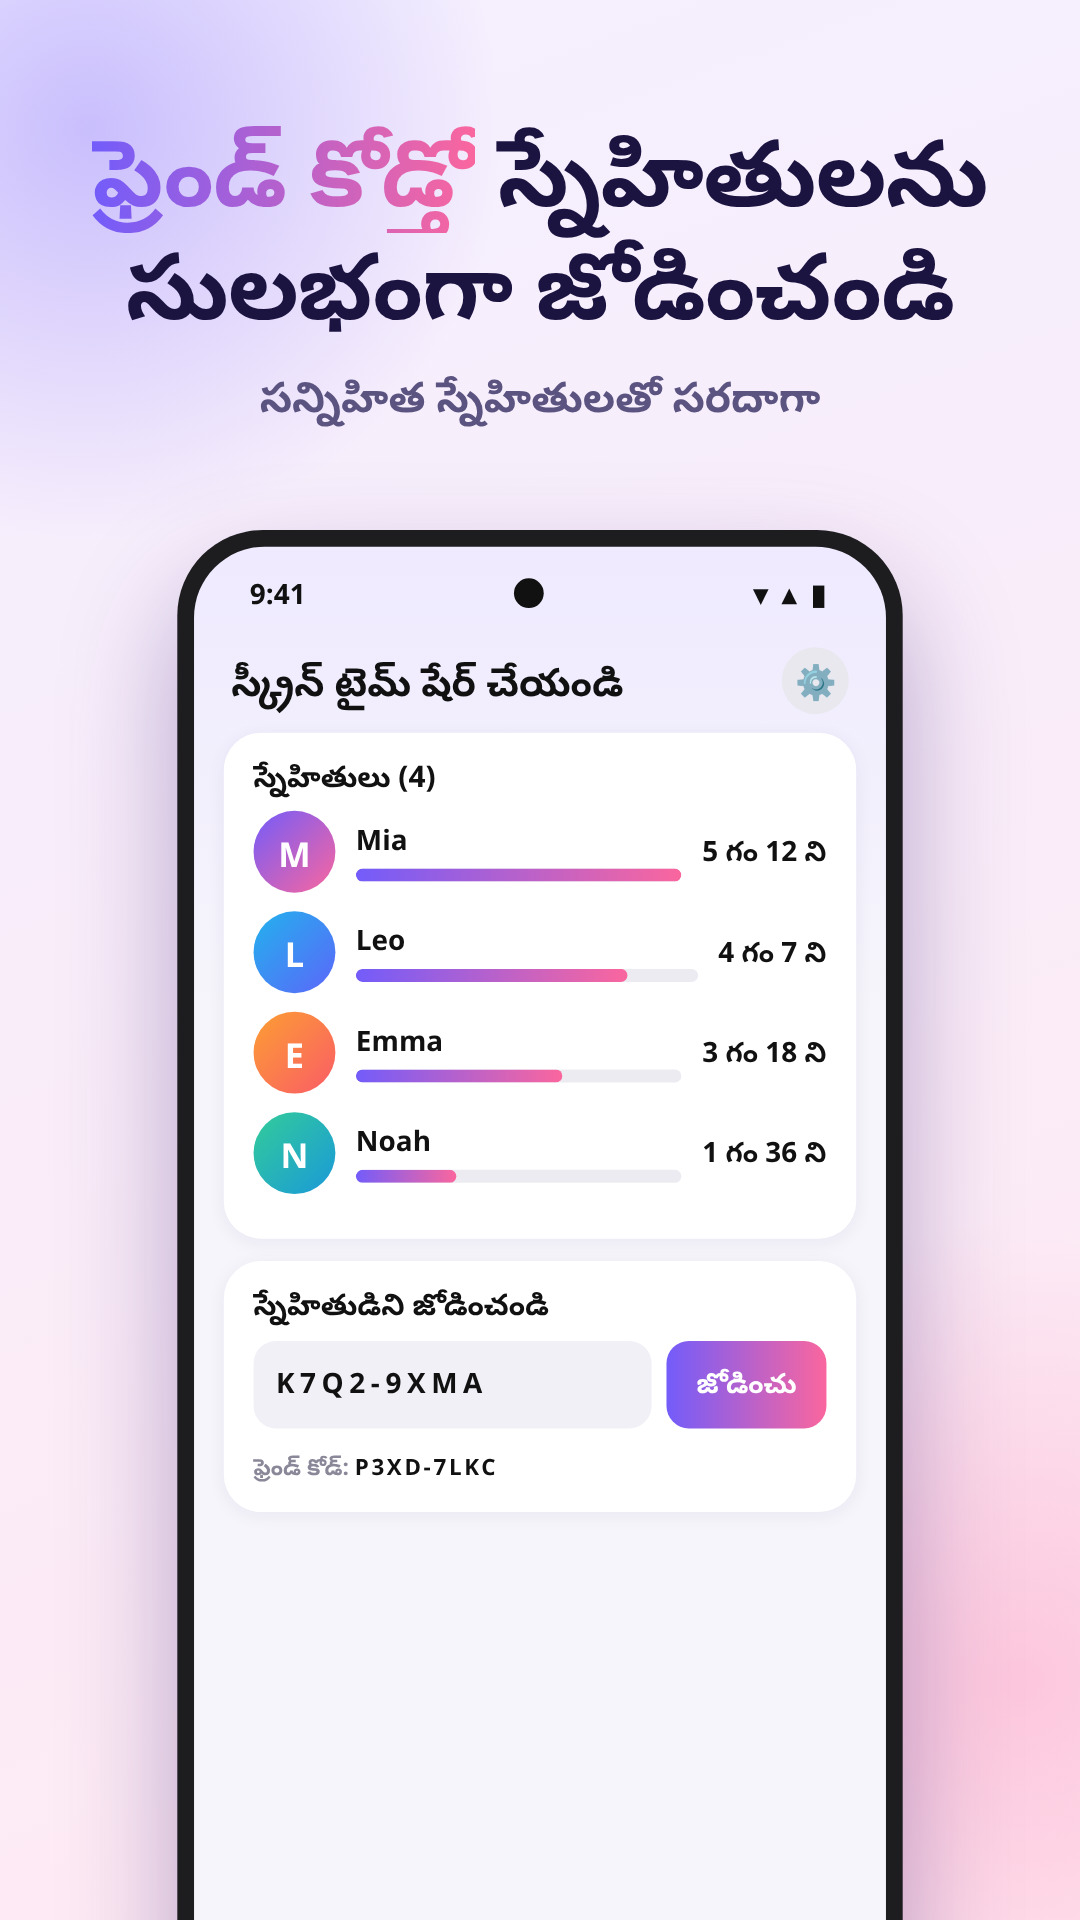 ఫ్రెండ్ కోడ్తో స్నేహితులను
సులభంగా జోడించండి
సన్నిహిత స్నేహితులతో సరదాగా
9:41
స్క్రీన్ టైమ్ షేర్ చేయండి
స్నేహితులు (4)
M Mia 5 గం 12 ని
L Leo 4 గం 7 ని
E Emma 3 గం 18 ని
N Noah 1 గం 36 ని
స్నేహితుడిని జోడించండి
K7Q2-9XMA జోడించు
ఫ్రెండ్ కోడ్: P3XD-7LKC